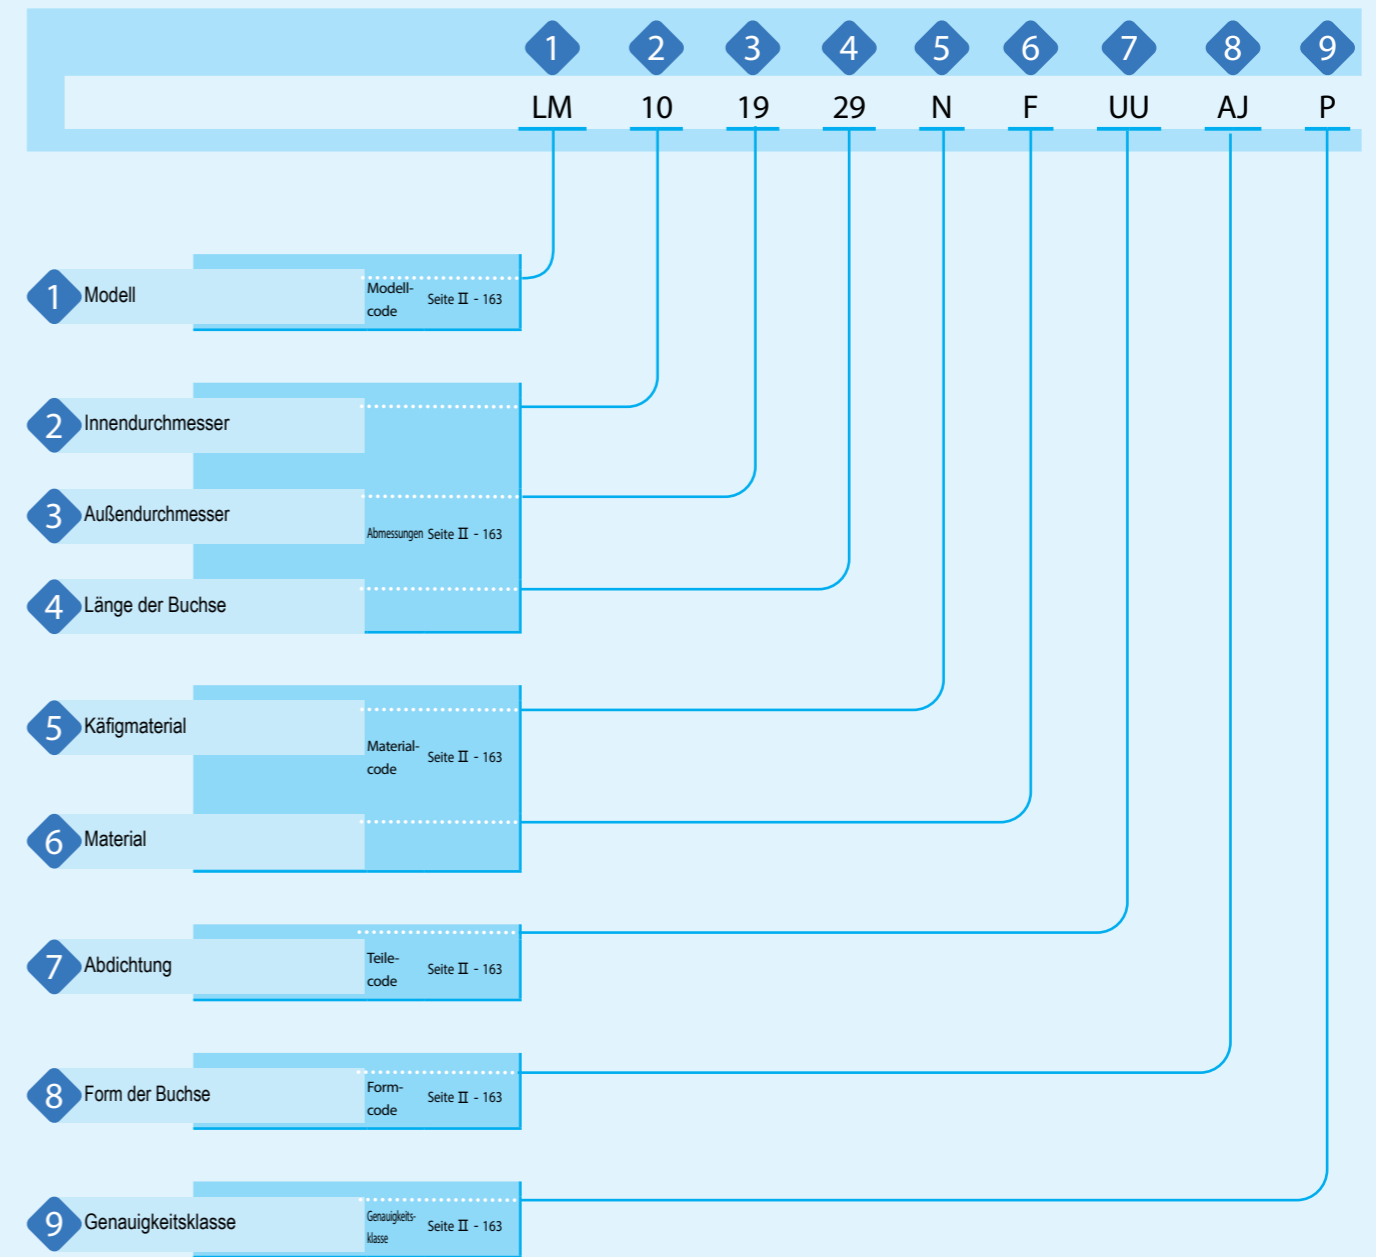 1 2 3 4 5 6 7 8 9
LM 10 19 29 N F UU AJ P
1 Modell
Modell-
code
Seite Ⅱ - 163
2 Innendurchmesser
3 Außendurchmesser
Abmessungen Seite Ⅱ - 163
4 Länge der Buchse
5 Käfigmaterial
Material-
code
Seite Ⅱ - 163
6 Material
7 Abdichtung
Teile-
code
Seite Ⅱ - 163
8 Form der Buchse
Form-
code
Seite Ⅱ - 163
9 Genauigkeitsklasse
Genauigkeits-
klasse
Seite Ⅱ - 163